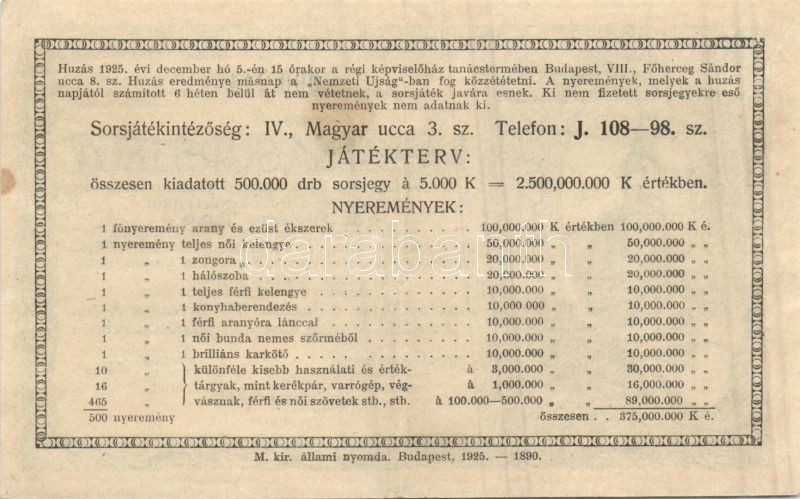 Huzás 1925. évi december hó 5.-én 15 órakor a régi képviselőház tanácstermében Budapest, VIII., Főherceg Sándor
ucca 8. sz. Huzás eredménye másnap a „Nemzeti Ujság"-ban fog közzétetetni. A nyeremények, melyek a huzás
napjától számított 6 héten belül át nem vétetnek, a sorsjáték javára esnek. Ki nem fizetett sorsjegyekre eső
nyeremények nem adatnak ki.
Sorsjátékintézőség: IV., Magyar ucca 3. sz. Telefon: J. 108—98. sz.
JÁTÉKTERV:
összesen kiadatott 500.000 drb sorsjegy à 5.000 K = 2.500,000.000 K értékben.
NYEREMÉNYEK:
1 főnyeremény arany és ezüst ékszerek . . . . . . . . . . . 100,000.000 K értékben 100,000.000 K é.
1 nyeremény teljes női kelengye . . . . . . . . . . . . . 50,000.000 „ „ 50,000.000 „ „
1 „ 1 zongora . . . . . . . . . . . . . . . . 20,000.000 „ „ 20,000.000 „ „
1 „ 1 hálószoba . . . . . . . . . . . . . . . 20,000.000 „ „ 20,000.000 „ „
1 „ 1 teljes férfi kelengye . . . . . . . . . . . . 10,000.000 „ „ 10,000.000 „ „
1 „ 1 konyhaberendezés . . . . . . . . . . . . 10,000 000 „ „ 10,000.000 „ „
1 „ 1 férfi aranyóra lánccal . . . . . . . . . . . 10,000.000 „ „ 10,000.000 „ „
1 „ 1 női bunda nemes szőrméből . . . . . . . . . 10,000.000 „ „ 10,000.000 „ „
1 „ 1 brilliáns karkötő . . . . . . . . . . . . . 10,000.000 „ „ 10,000.000 „ „
10 „ különféle kisebb használati és érték- à 3,000.000 „ „ 30,000.000 „ „
16 „ tárgyak, mint kerékpár, varrógép, vég- à 1,000.000 „ „ 16,000.000 „ „
465 „ vásznak, férfi és női szövetek stb., stb. à 100.000—500.000 „ „ 89,000.000 „ „
500 nyeremény összesen . . 375,000.000 K é.
M. kir. állami nyomda. Budapest, 1925. — 1890.
darabanth